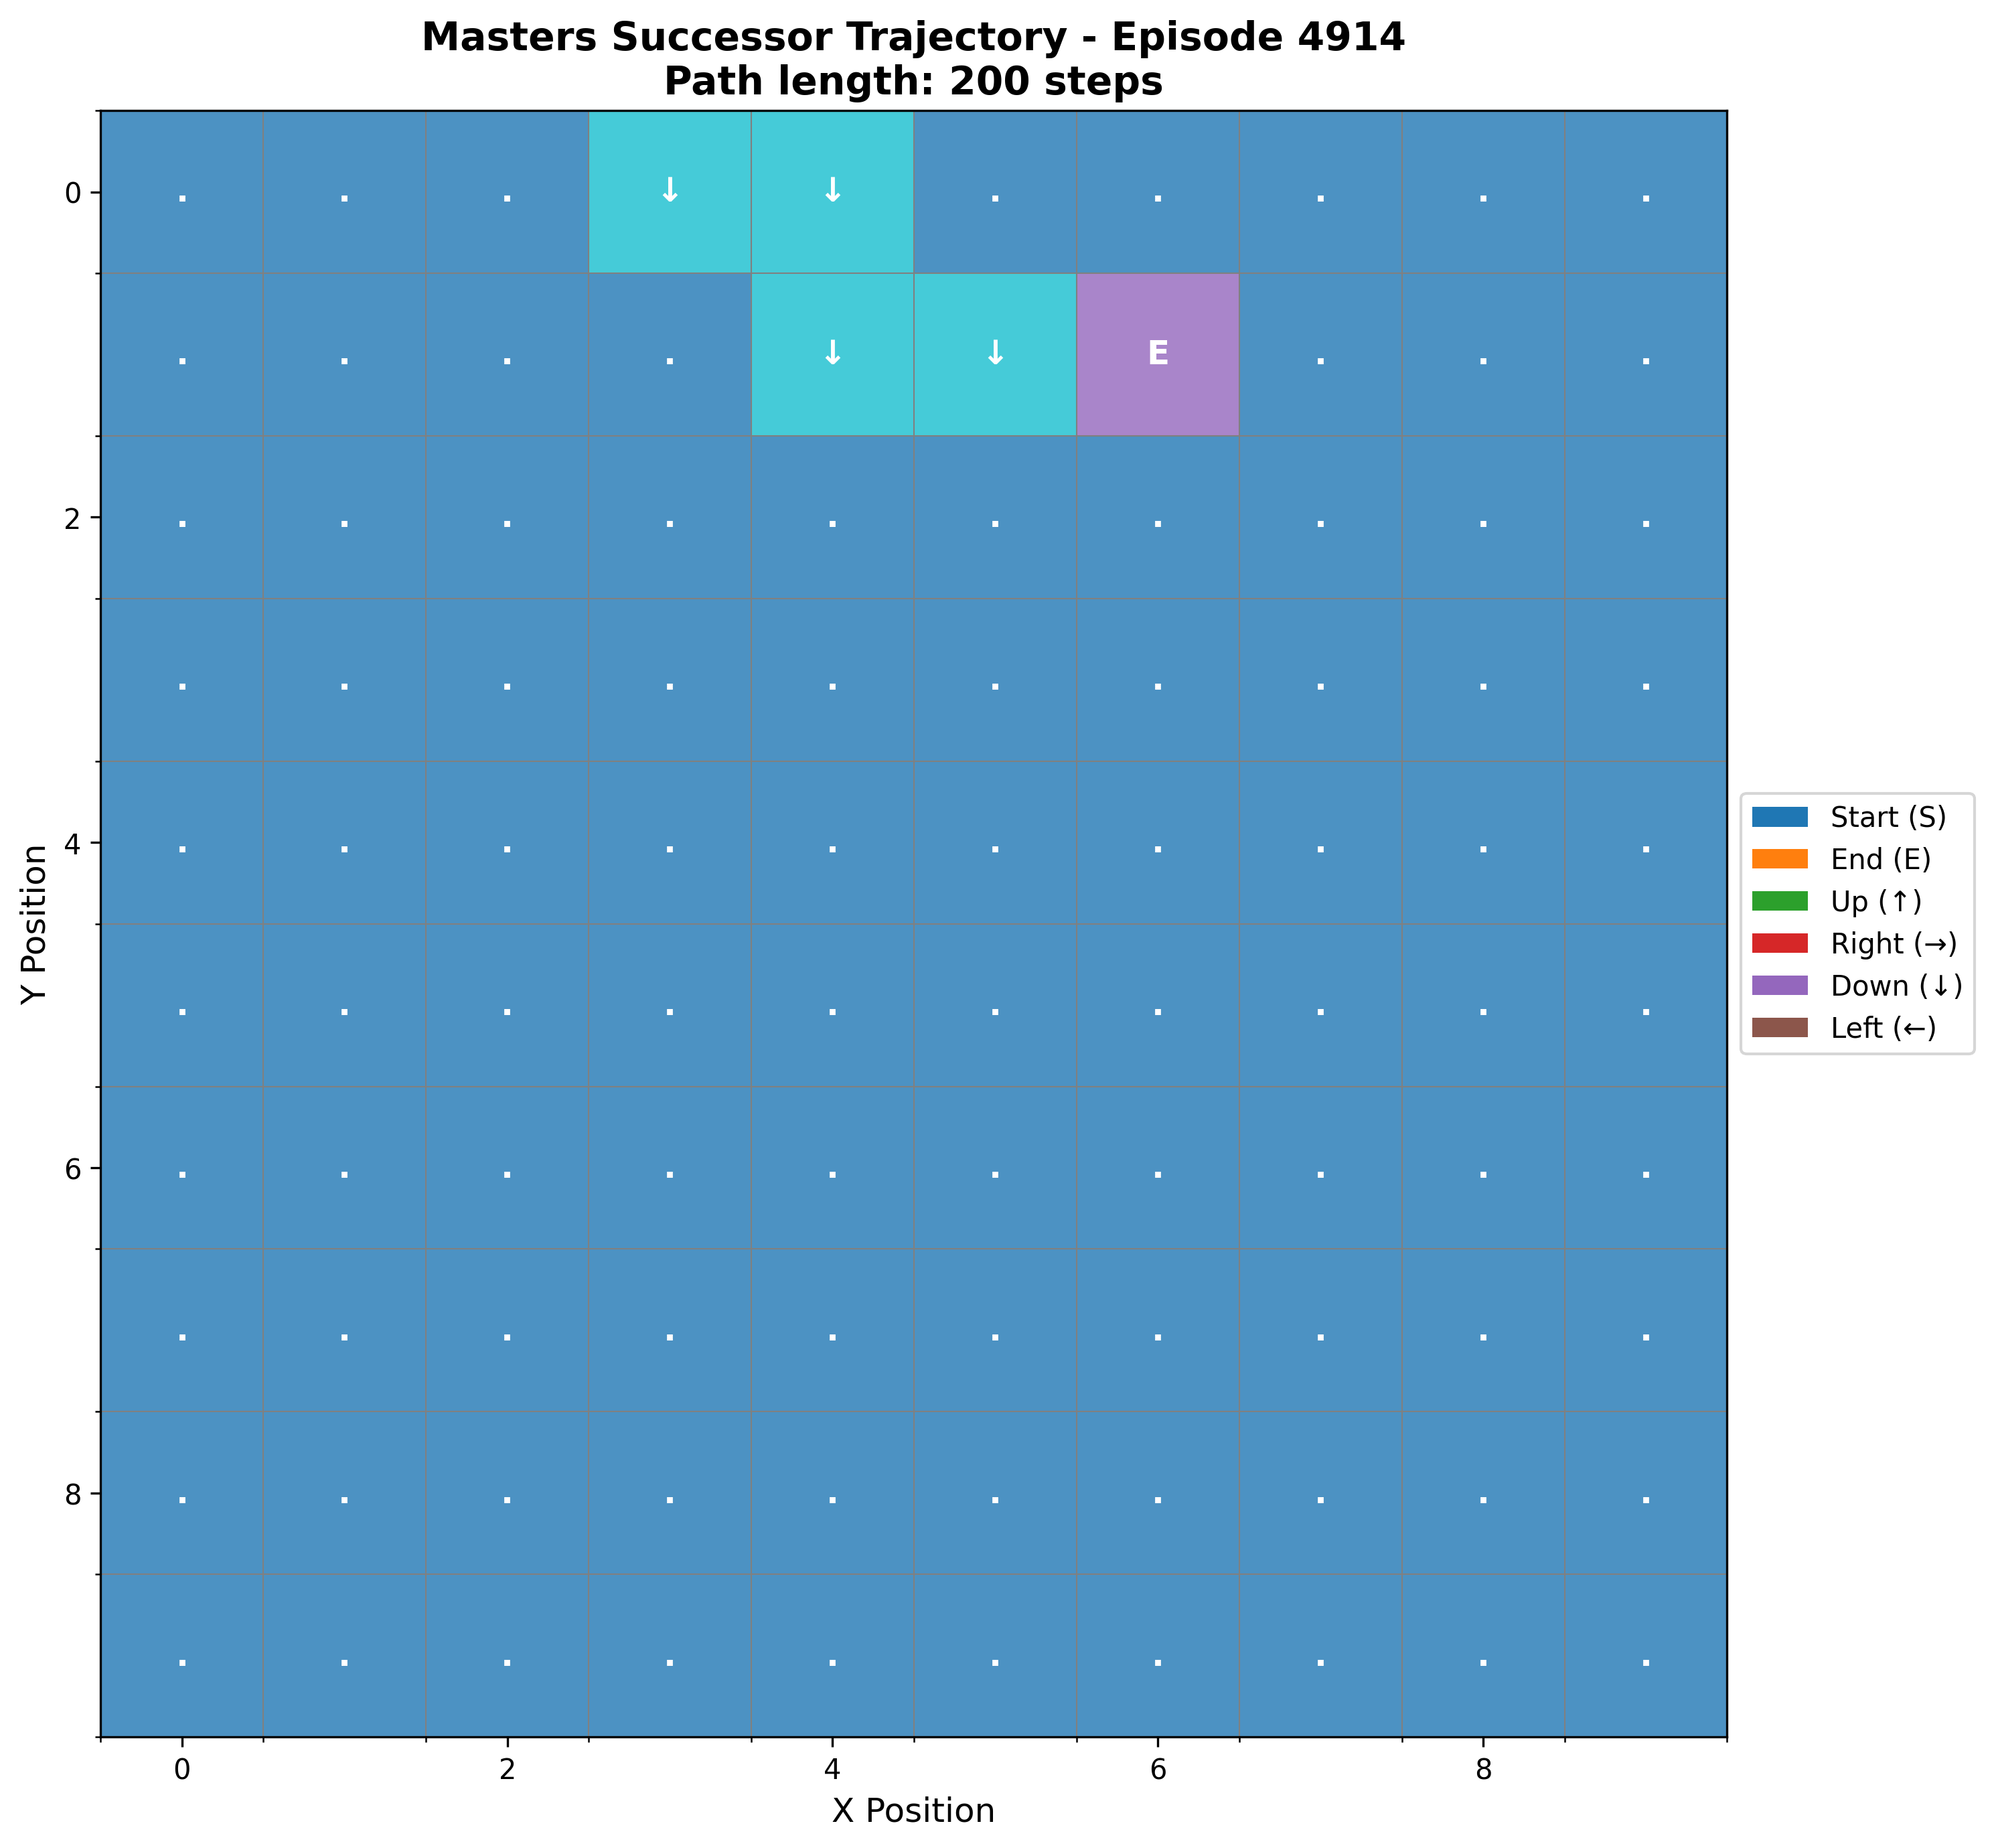 Masters Successor Trajectory - Episode 4914
Path length: 200 steps
0
↓ ↓
↓ ↓ E
2
4
6
8
0 2 4 6 8
X Position
Y Position
Start (S)
End (E)
Up (↑)
Right (→)
Down (↓)
Left (←)